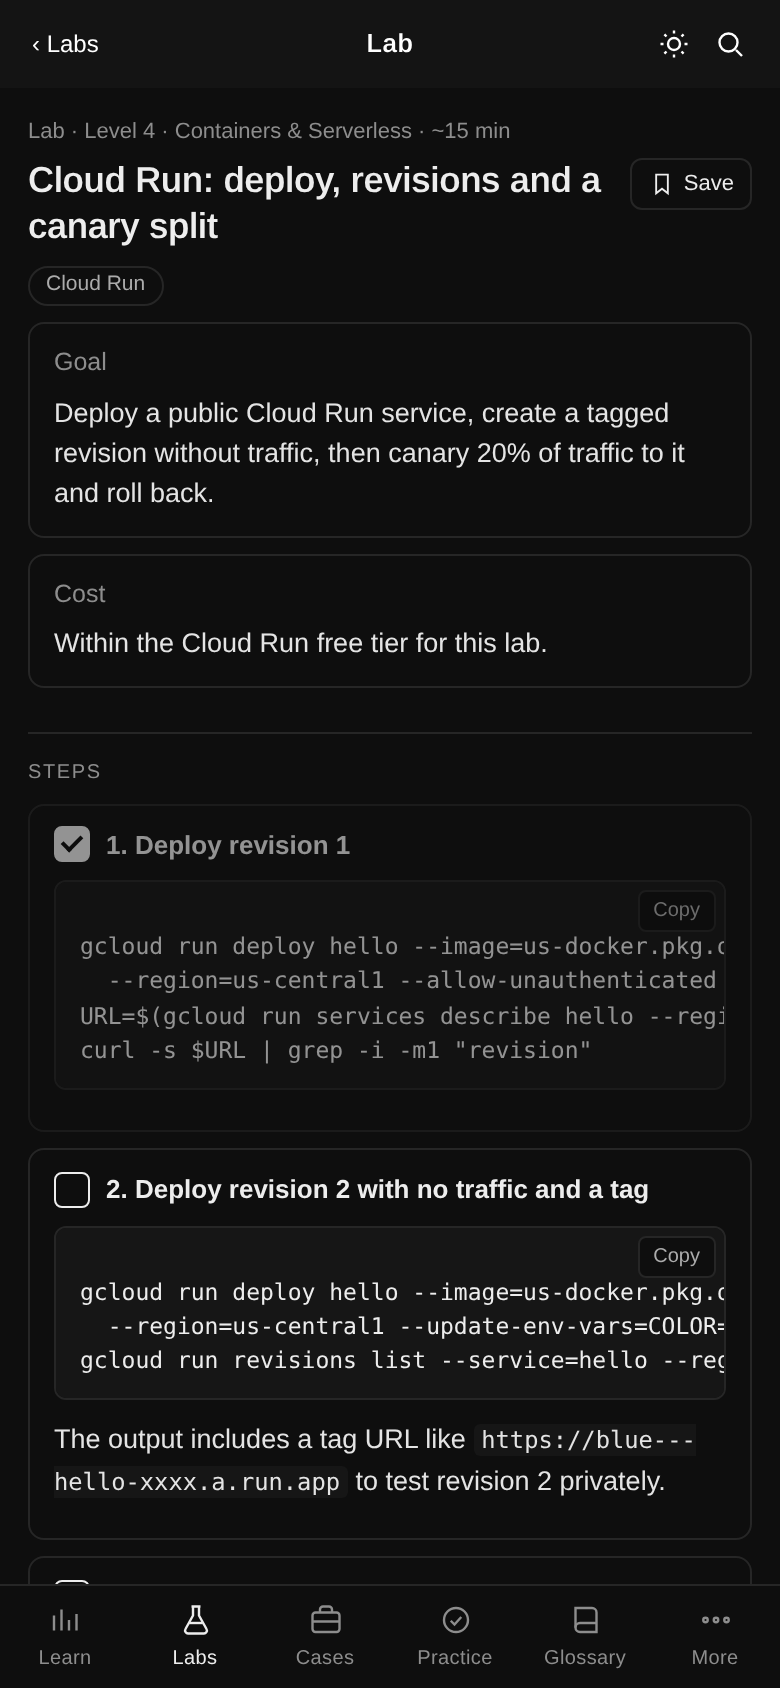 ‹ Labs
Lab
Lab · Level 4 · Containers & Serverless · ~15 min
Cloud Run: deploy, revisions and a
canary split
Save
Cloud Run
Goal
Deploy a public Cloud Run service, create a tagged
revision without traffic, then canary 20% of traffic to it
and roll back.
Cost
Within the Cloud Run free tier for this lab.
STEPS
1. Deploy revision 1
Copy
gcloud run deploy hello --image=us-docker.pkg.
--region=us-central1 --allow-unauthenticated
URL=$(gcloud run services describe hello --regi
curl -s $URL | grep -i -m1 "revision"
2. Deploy revision 2 with no traffic and a tag
Copy
gcloud run deploy hello --image=us-docker.pkg.
--region=us-central1 --update-env-vars=COLOR=
gcloud run revisions list --service=hello --reg
The output includes a tag URL like https://blue---
hello-xxxx.a.run.app to test revision 2 privately.
Learn
Labs
Cases
Practice
Glossary
More